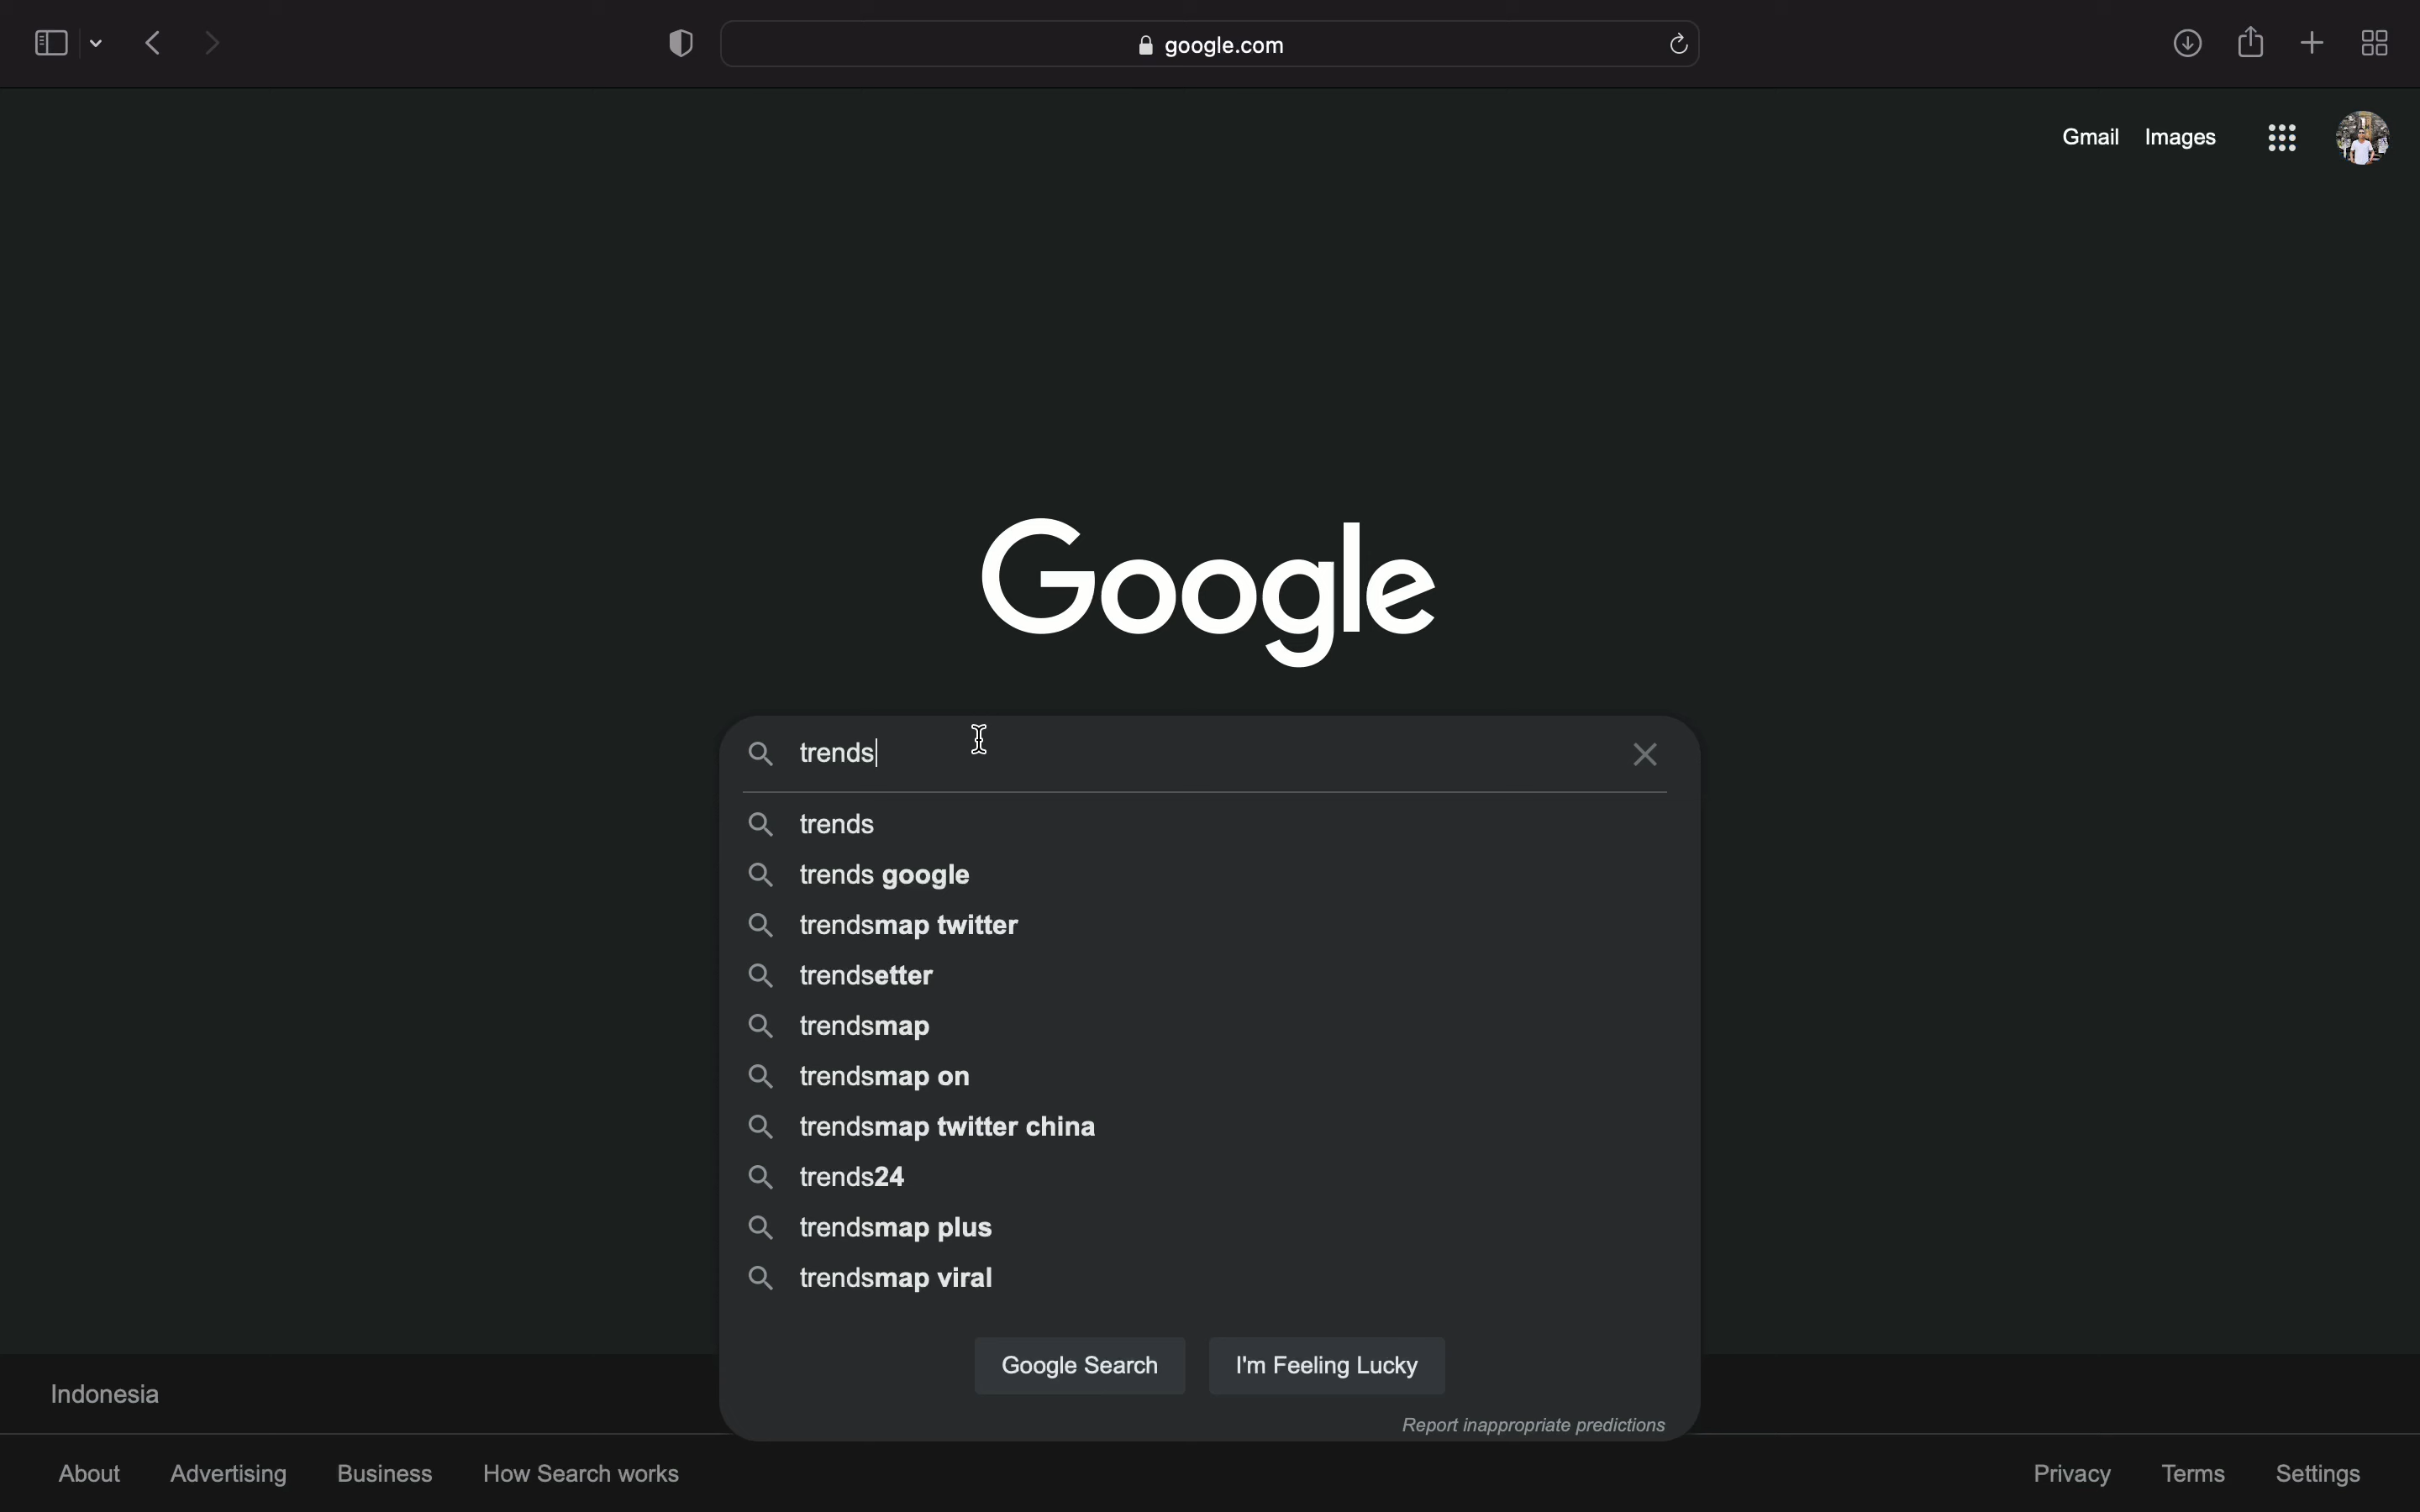 google.com
Gmail Images
Google
trends
trends
trends google
trendsmap twitter
trendsetter
trendsmap
trendsmap on
trendsmap twitter china
trends24
trendsmap plus
trendsmap viral
Google Search I'm Feeling Lucky
Report inappropriate predictions
Indonesia
About Advertising Business How Search works Privacy Terms Settings